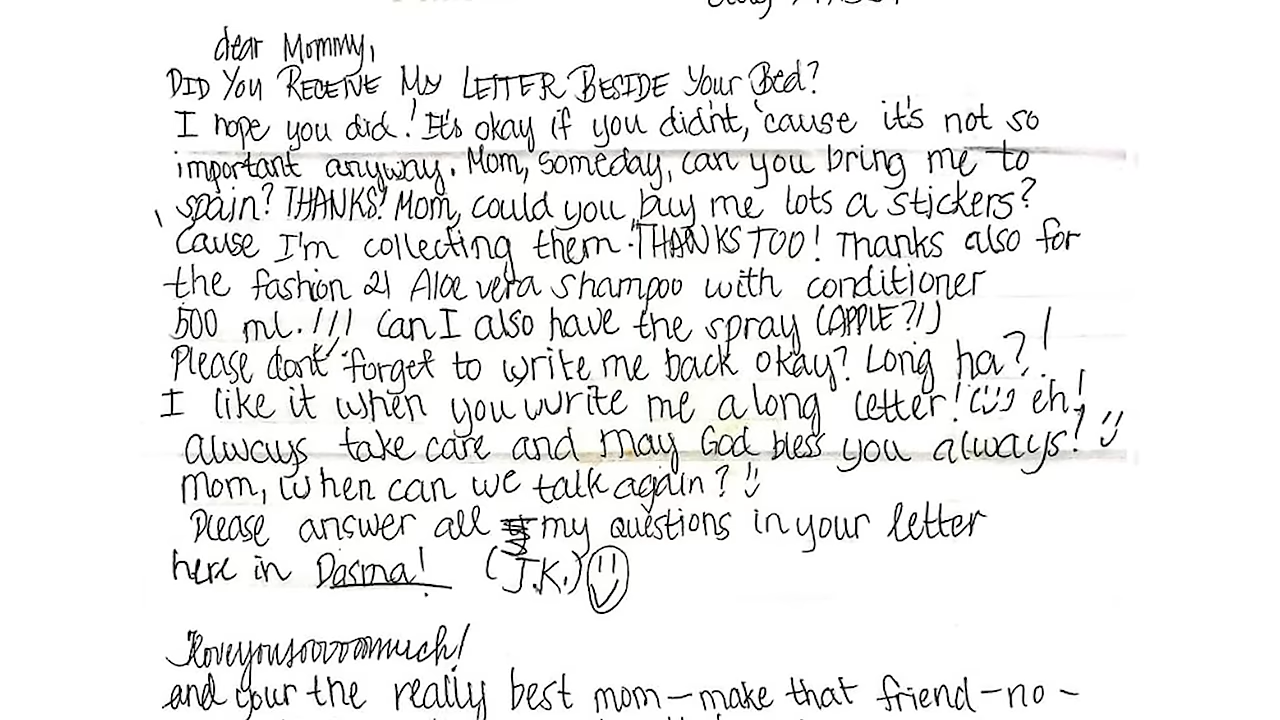 dear Mommy,
DID YOU RECEIVE MY LETTER BESIDE Your Bed?
I hope you did! It's okay if you didn't, 'cause it's not so
important anyway. Mom, someday, can you bring me to
spain? THANKS! Mom, could you buy me lots a stickers?
'Cause I'm collecting them. THANKS TOO! Thanks also for
the fashion 21 Aloe vera shampoo with conditioner
500 ml.!!! Can I also have the spray (APPLE?!)
Please don't forget to write me back okay? Long ha?!
I like it when you write me a long letter! eh!
always take care and may God bless you always!
Mom, when can we talk again?
Please answer all my questions in your letter
here in Dasma! (J.K.)
Iloveyousoooomuch!
and your the really best mom-make that friend-no-